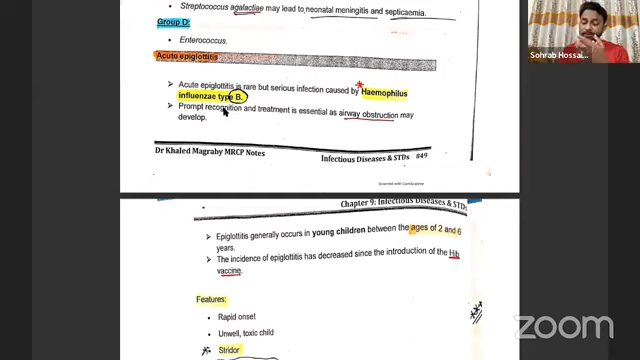 • Streptococcus agalactiae may lead to neonatal meningitis and septicaemia.
Group D:
• Enterococcus.
Acute epiglottitis
➢ Acute epiglottitis is rare but serious infection caused by Haemophilus
influenzae type B.
➢ Prompt recognition and treatment is essential as airway obstruction may
develop.
Dr Khaled Magraby MRCP Notes Infectious Diseases & STDs 849
Scanned with CamScanner
Chapter 9: Infectious Diseases & STDs
➢ Epiglottitis generally occurs in young children between the ages of 2 and 6
years.
➢ The incidence of epiglottitis has decreased since the introduction of the Hib
vaccine.
Features:
• Rapid onset
• Unwell, toxic child
Stridor
Sohrab Hossai...
zoom